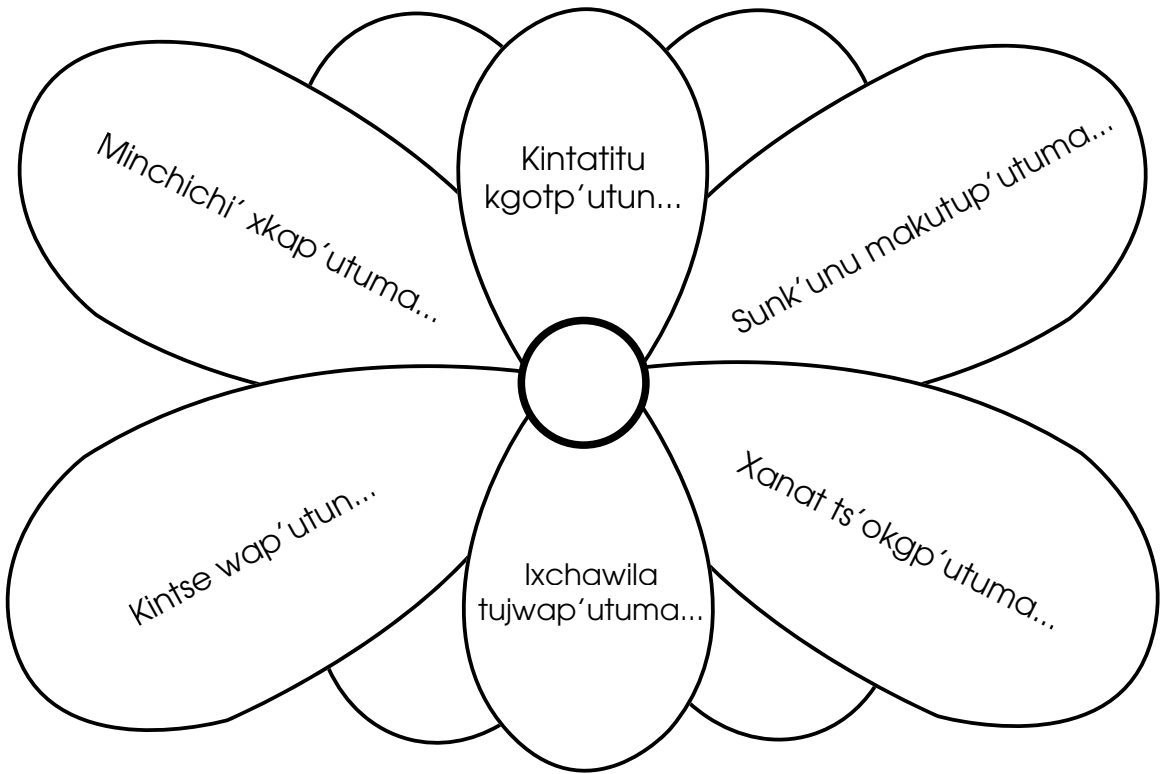 Kintatitu
kgotp´utun...
Minchichi´ xkap´utuma...
Sunk´unu makutup´utuma...
Kintse wap´utun...
Xanat ts´okgp´utuma...
Ixchawila
tujwap´utuma...